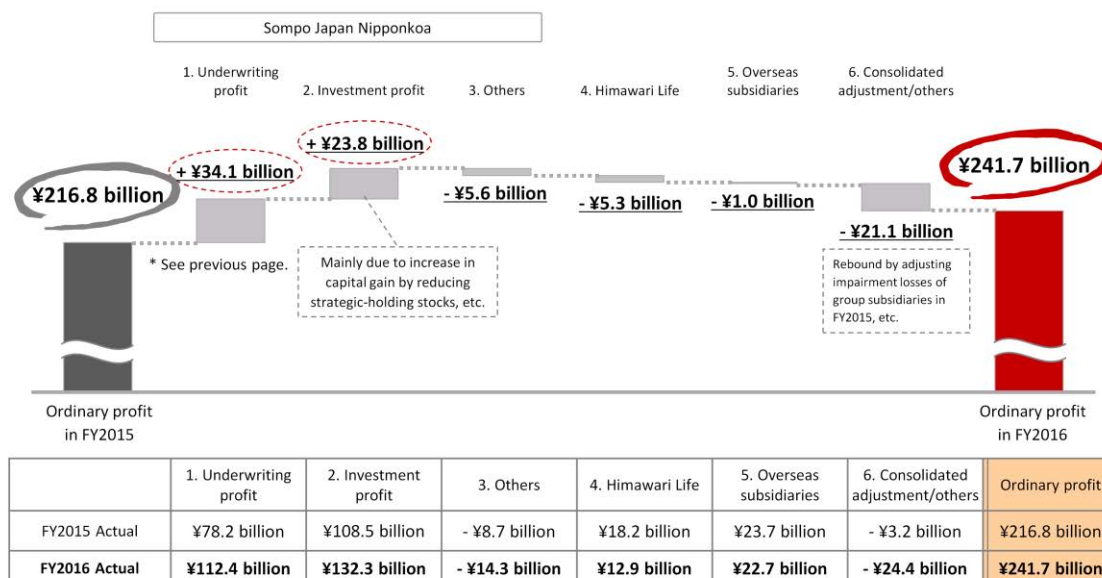 Sompo Japan Nipponkoa
1. Underwriting
profit
2. Investment profit
3. Others
4. Himawari Life
5. Overseas
subsidiaries
6. Consolidated
adjustment/others
¥216.8 billion
+ ¥34.1 billion
+ ¥23.8 billion
- ¥5.6 billion
- ¥5.3 billion
- ¥1.0 billion
- ¥21.1 billion
¥241.7 billion
* See previous page.
Mainly due to increase in
capital gain by reducing
strategic-holding stocks, etc.
Rebound by adjusting
impairment losses of
group subsidiaries in
FY2015, etc.
Ordinary profit
in FY2015
Ordinary profit
in FY2016
1. Underwriting
profit
2. Investment
profit
3. Others
4. Himawari Life
5. Overseas
subsidiaries
6. Consolidated
adjustment/others
Ordinary profit
FY2015 Actual ¥78.2 billion ¥108.5 billion - ¥8.7 billion ¥18.2 billion ¥23.7 billion - ¥3.2 billion ¥216.8 billion
FY2016 Actual ¥112.4 billion ¥132.3 billion - ¥14.3 billion ¥12.9 billion ¥22.7 billion - ¥24.4 billion ¥241.7 billion